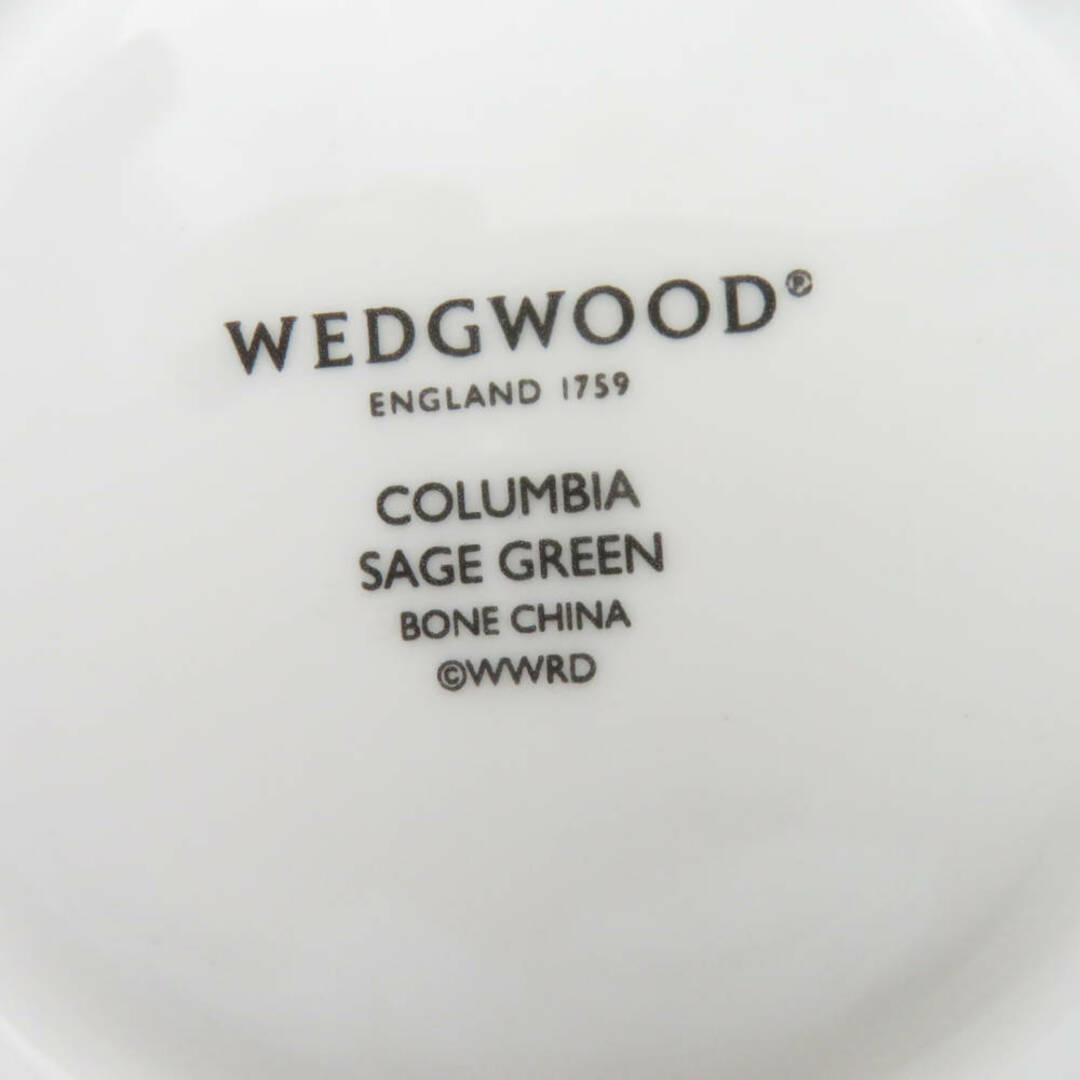 WEDGWOOD®
ENGLAND 1759
COLUMBIA
SAGE GREEN
BONE CHINA
©WWRD